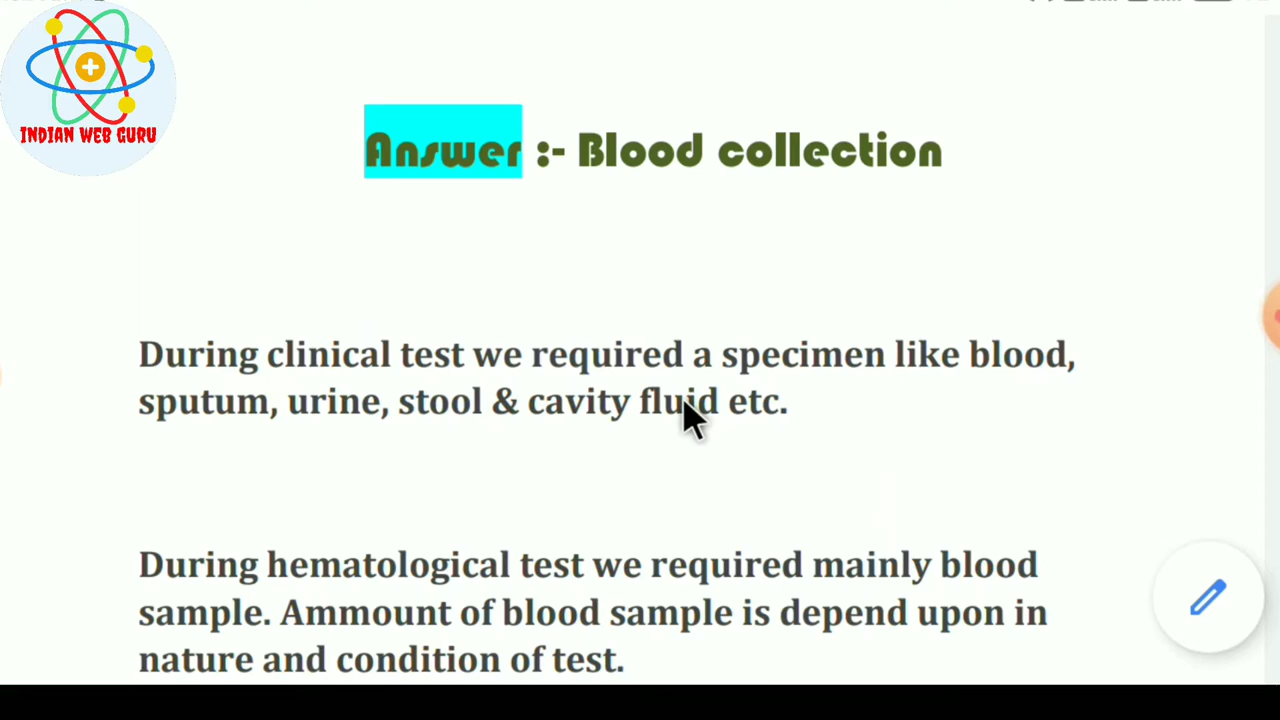 INDIAN WEB GURU
Answer :- Blood collection
During clinical test we required a specimen like blood,
sputum, urine, stool & cavity fluid etc.
During hematological test we required mainly blood
sample. Ammount of blood sample is depend upon in
nature and condition of test.